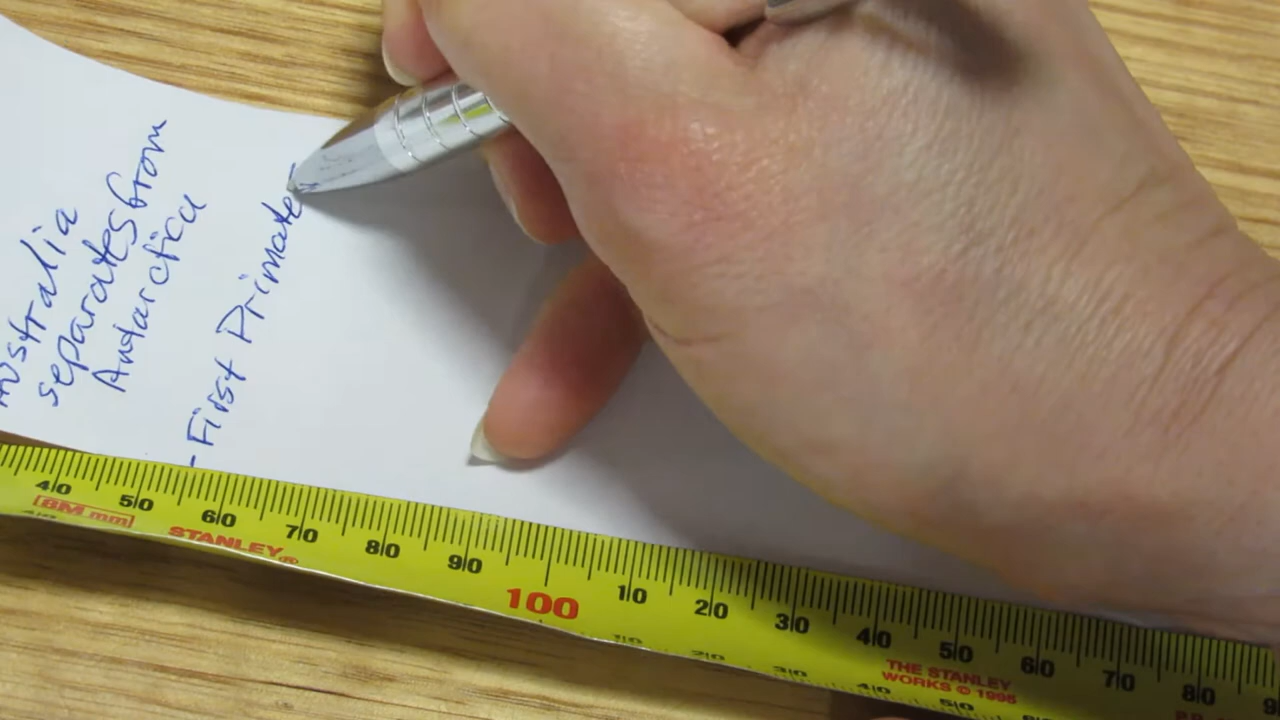 separates from
Antarctica
- First Primates
40 50 60 70 80 90 100 10 20 30 40 50 60 70 80
8M mm
STANLEY®
THE STANLEY
WORKS © 1995